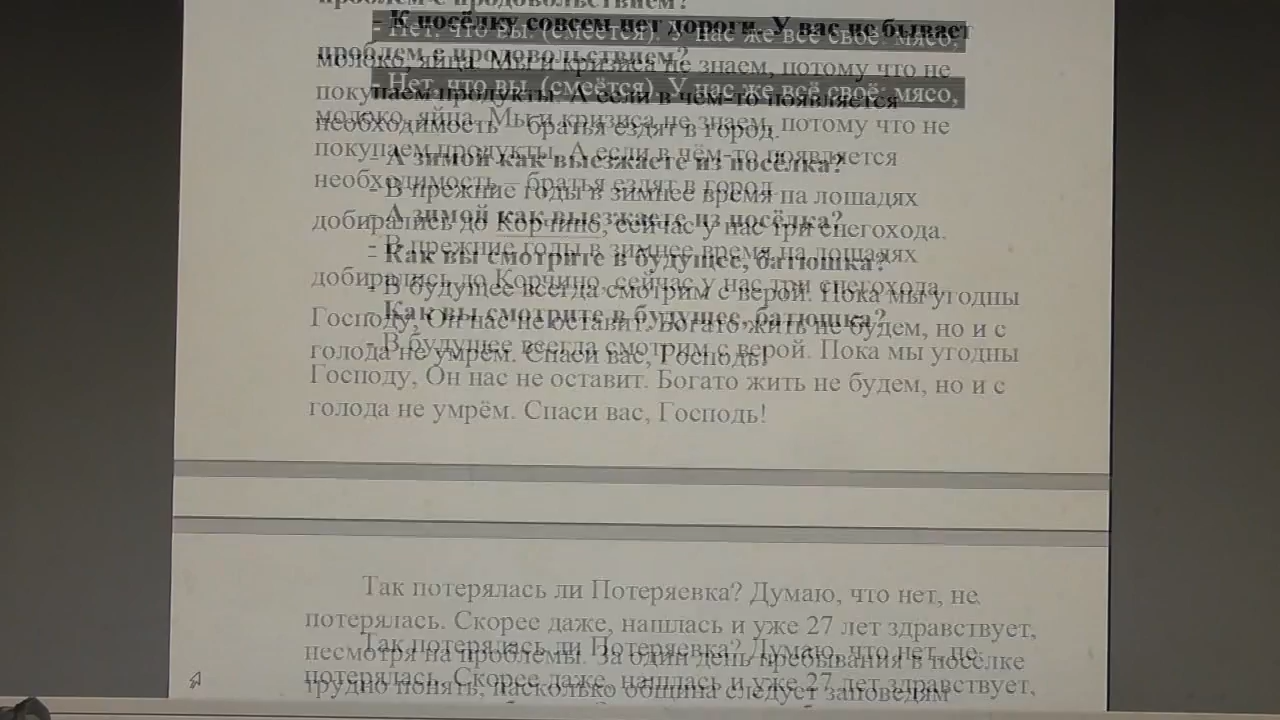 проблем с продовольствием?
- К посёлку совсем нет дороги. У вас не бывает
проблем с продовольствием?
- Нет, что вы. (смеётся). У нас же всё своё: мясо,
молоко, яйца. Мы и кризиса не знаем, потому что не
покупаем продукты. А если в чём-то появляется
необходимость – братья ездят в город.
- А зимой как выезжаете из посёлка?
- В прежние годы в зимнее время на лошадях
добирались до Корчино, сейчас у нас три снегохода.
- Как вы смотрите в будущее, батюшка?
- В будущее всегда смотрим с верой. Пока мы угодны
Господу, Он нас не оставит. Богато жить не будем, но и с
голода не умрём. Спаси вас, Господь!
Так потерялась ли Потеряевка? Думаю, что нет, не
потерялась. Скорее даже, нашлась и уже 27 лет здравствует,
несмотря на проблемы. За один день пребывания в посёлке
трудно понять, насколько община следует заповедям